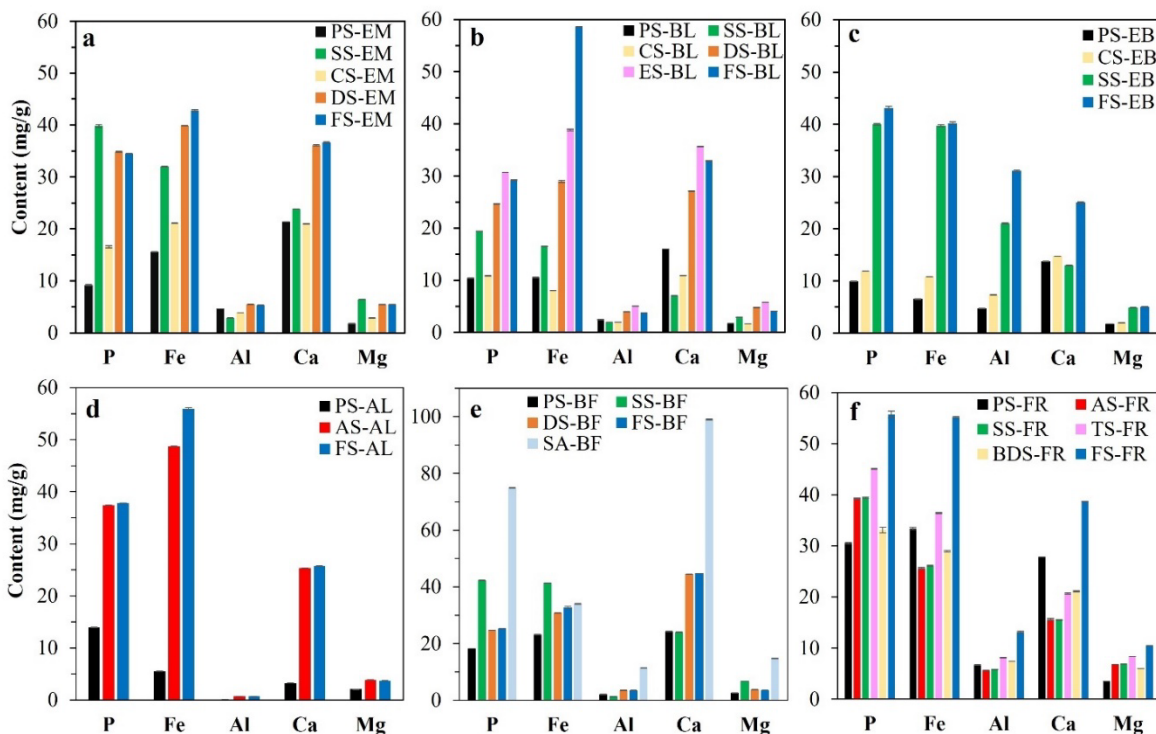 a
PS-EM
SS-EM
CS-EM
DS-EM
FS-EM
Content (mg/g)
60
50
40
30
20
10
0
P Fe Al Ca Mg
b
PS-BL SS-BL
CS-BL DS-BL
ES-BL FS-BL
60
50
40
30
20
10
0
P Fe Al Ca Mg
c
PS-EB
CS-EB
SS-EB
FS-EB
60
50
40
30
20
10
0
P Fe Al Ca Mg
d
PS-AL
AS-AL
FS-AL
Content (mg/g)
60
50
40
30
20
10
0
P Fe Al Ca Mg
e
PS-BF SS-BF
DS-BF FS-BF
SA-BF
100
80
60
40
20
0
P Fe Al Ca Mg
f
PS-FR AS-FR
SS-FR TS-FR
BDS-FR FS-FR
60
50
40
30
20
10
0
P Fe Al Ca Mg